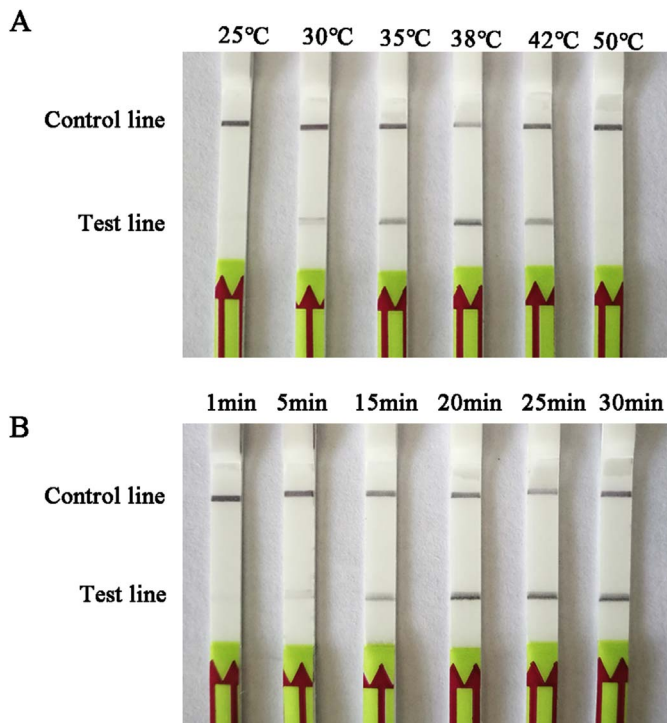 A
25℃ 30℃ 35℃ 38℃ 42℃ 50℃
Control line
Test line
1min 5min 15min 20min 25min 30min
B
Control line
Test line